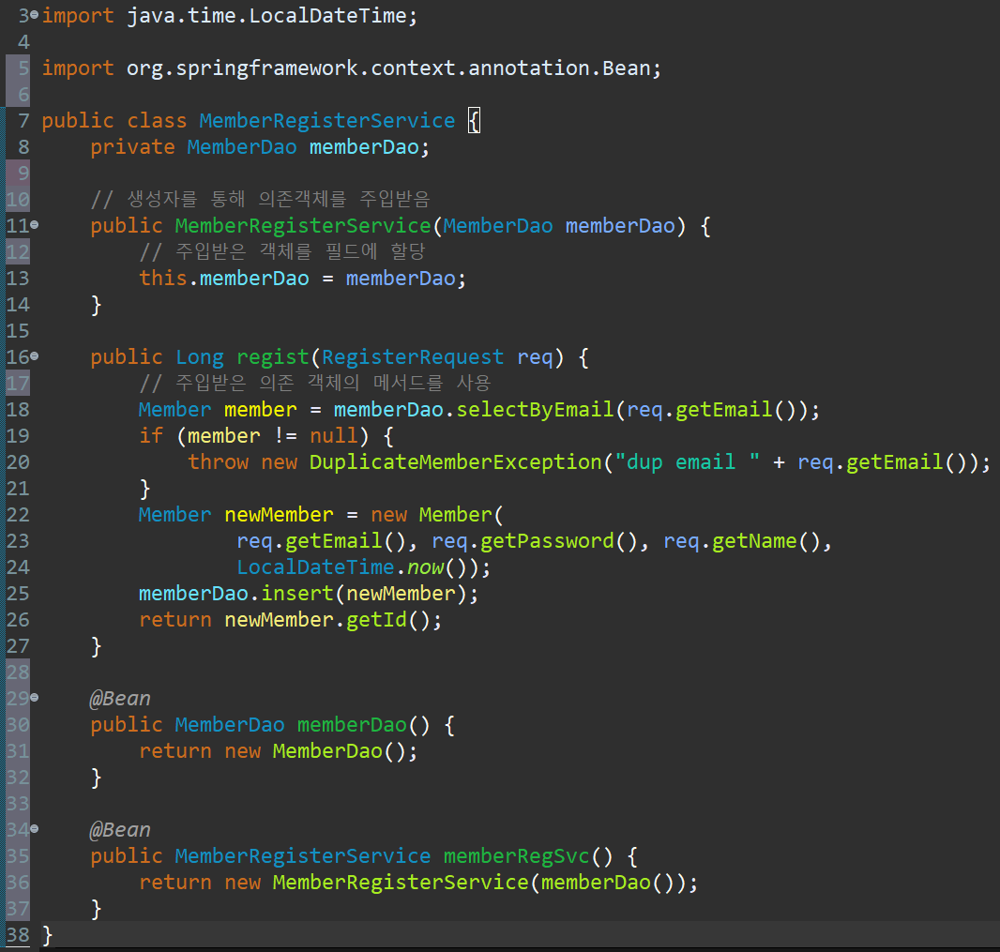 3 import java.time.LocalDateTime;
4
5 import org.springframework.context.annotation.Bean;
6
7 public class MemberRegisterService {
8     private MemberDao memberDao;
9
10     // 생성자를 통해 의존객체를 주입받음
11     public MemberRegisterService(MemberDao memberDao) {
12         // 주입받은 객체를 필드에 할당
13         this.memberDao = memberDao;
14     }
15
16     public Long regist(RegisterRequest req) {
17         // 주입받은 의존 객체의 메서드를 사용
18         Member member = memberDao.selectByEmail(req.getEmail());
19         if (member != null) {
20             throw new DuplicateMemberException("dup email " + req.getEmail());
21         }
22         Member newMember = new Member(
23                 req.getEmail(), req.getPassword(), req.getName(),
24                 LocalDateTime.now());
25         memberDao.insert(newMember);
26         return newMember.getId();
27     }
28
29     @Bean
30     public MemberDao memberDao() {
31         return new MemberDao();
32     }
33
34     @Bean
35     public MemberRegisterService memberRegSvc() {
36         return new MemberRegisterService(memberDao());
37     }
38 }